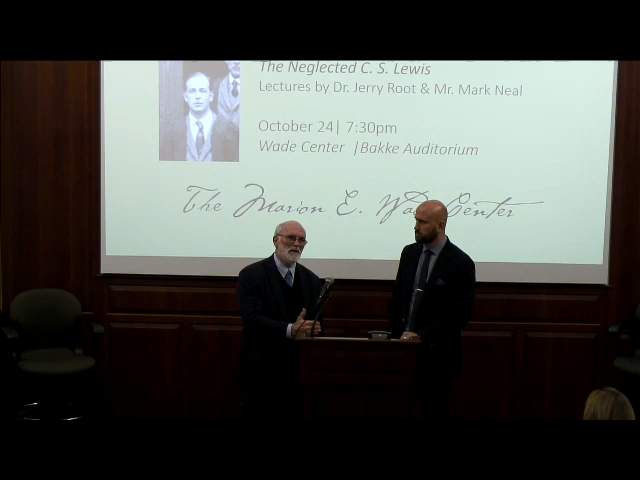 The Neglected C. S. Lewis
Lectures by Dr. Jerry Root & Mr. Mark Neal
October 24| 7:30pm
Wade Center |Bakke Auditorium
The Marion E. Wade Center